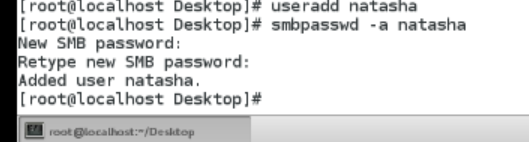 [root@localhost Desktop]# useradd natasha
[root@localhost Desktop]# smbpasswd -a natasha
New SMB password:
Retype new SMB password:
Added user natasha.
[root@localhost Desktop]#
root@localhost:~/Desktop